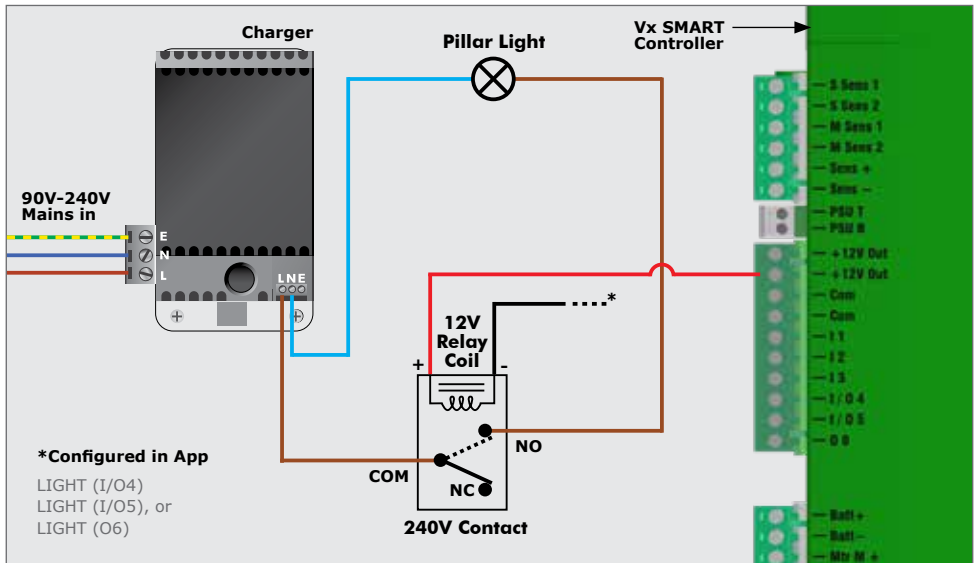 Charger
Pillar Light
Vx SMART
Controller
90V-240V
Mains in
E
N
L
L N E
12V
Relay
Coil
+
-
*
NO
COM
NC
240V Contact
*Configured in App
LIGHT (I/O4)
LIGHT (I/O5), or
LIGHT (O6)
S Sens 1
S Sens 2
M Sens 1
M Sens 2
Sens +
Sens -
PSU T
PSU R
+12V Out
+12V Out
Com
Com
I 1
I 2
I 3
I / O 4
I / O 5
Batt+
Batt-
Mtr M +